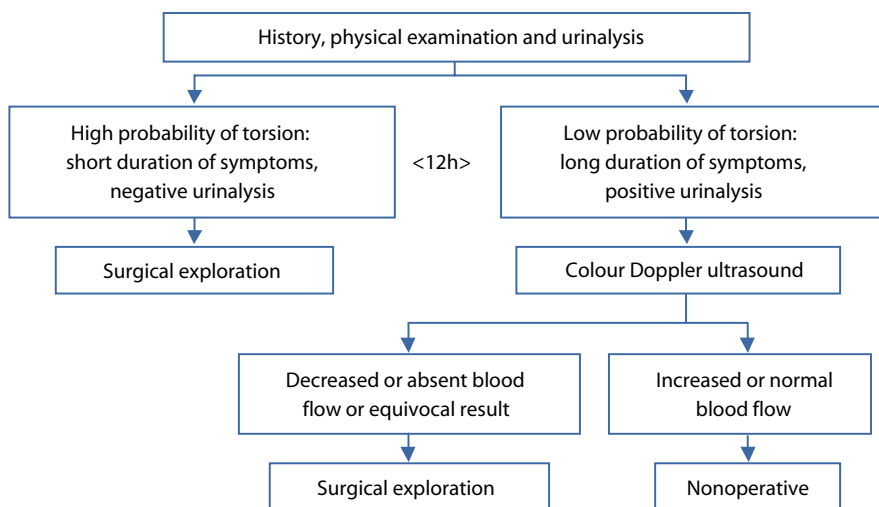 History, physical examination and urinalysis
High probability of torsion:
short duration of symptoms,
negative urinalysis
<12h>
Low probability of torsion:
long duration of symptoms,
positive urinalysis
Surgical exploration
Colour Doppler ultrasound
Decreased or absent blood
flow or equivocal result
Increased or normal
blood flow
Surgical exploration
Nonoperative